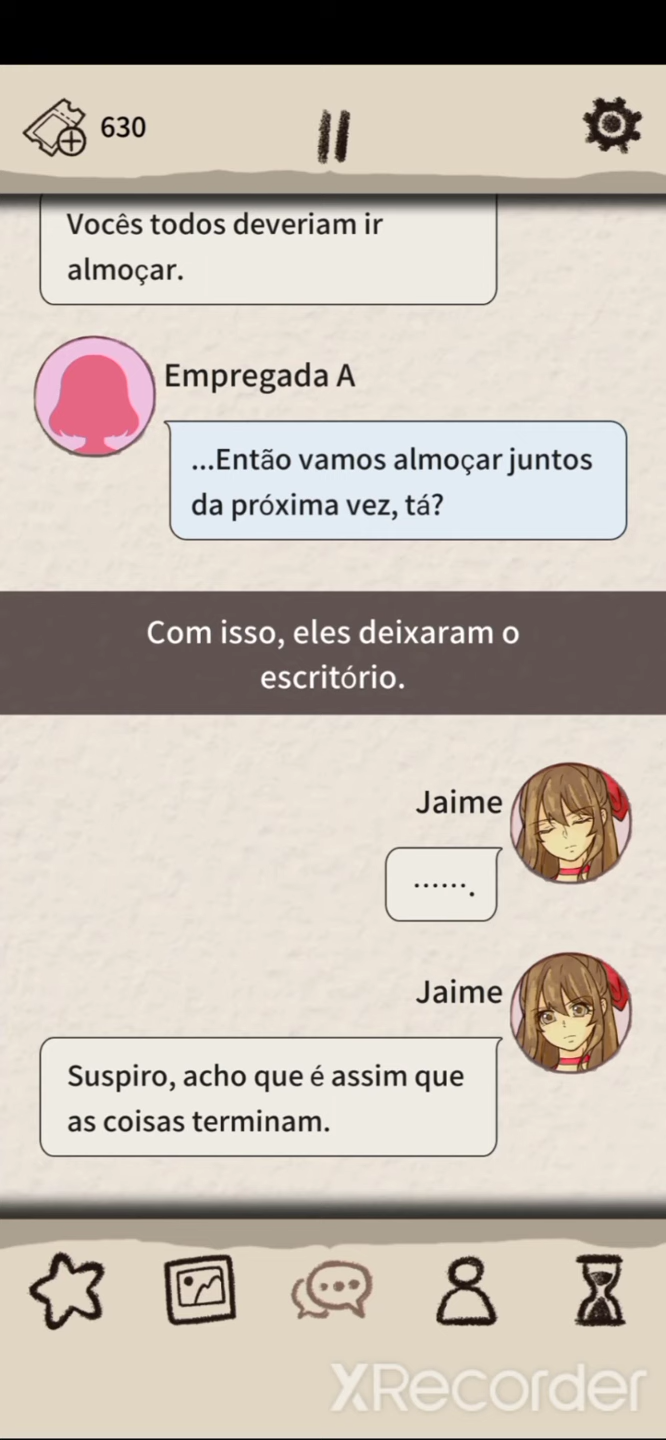 630
Vocês todos deveriam ir
almoçar.
Empregada A
...Então vamos almoçar juntos
da próxima vez, tá?
Com isso, eles deixaram o
escritório.
Jaime
…….
Jaime
Suspiro, acho que é assim que
as coisas terminam.
XRecorder